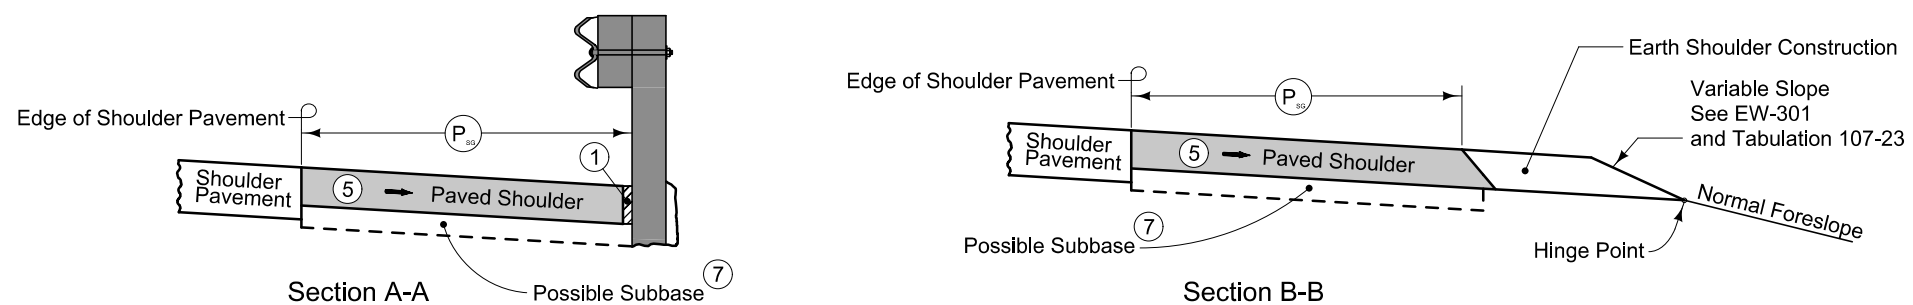 Edge of Shoulder Pavement
P SG
1
Shoulder
Pavement
5
Paved Shoulder
Possible Subbase
7
Section A-A
Edge of Shoulder Pavement
P SG
Earth Shoulder Construction
Variable Slope
See EW-301
and Tabulation 107-23
Shoulder
Pavement
5
Paved Shoulder
Possible Subbase
7
Normal Foreslope
Hinge Point
Section B-B